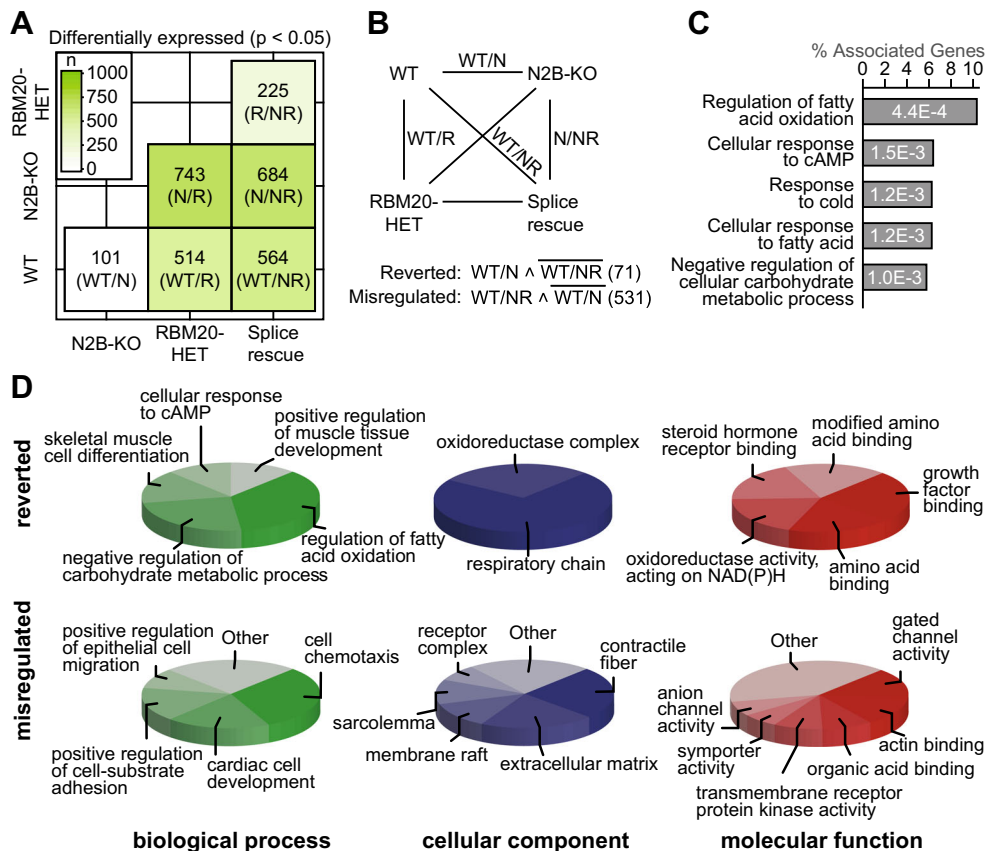 A
Differentially expressed (p < 0.05)
n
1000
750
500
250
0
RBM20-
HET
N2B-KO
WT
225
(R/NR)
743
(N/R)
684
(N/NR)
101
(WT/N)
514
(WT/R)
564
(WT/NR)
N2B-KO
RBM20-
HET
Splice
rescue
B
WT
WT/N
N2B-KO
WT/R
WT/NR
N/NR
RBM20-
HET
Splice
rescue
Reverted: WT/N ∧ W̅T̅/̅N̅R̅ (71)
Misregulated: WT/NR ∧ W̅T̅/̅N̅ (531)
C
% Associated Genes
0 2 4 6 8 10
Regulation of fatty
acid oxidation
4.4E-4
Cellular response
to cAMP
1.5E-3
Response
to cold
1.2E-3
Cellular response
to fatty acid
1.2E-3
Negative regulation of
cellular carbohydrate
metabolic process
1.0E-3
D
reverted
cellular response
to cAMP
positive regulation
of muscle tissue
development
skeletal muscle
cell differentiation
negative regulation of
carbohydrate metabolic process
regulation of fatty
acid oxidation
oxidoreductase complex
respiratory chain
steroid hormone
receptor binding
modified amino
acid binding
growth
factor
binding
oxidoreductase activity,
acting on NAD(P)H
amino acid
binding
misregulated
positive regulation
of epithelial cell
migration
Other
cell
chemotaxis
positive regulation
of cell-substrate
adhesion
cardiac cell
development
receptor
complex
Other
contractile
fiber
sarcolemma
membrane raft
extracellular matrix
Other
gated
channel
activity
anion
channel
activity
symporter
activity
actin binding
organic acid binding
transmembrane receptor
protein kinase activity
biological process
cellular component
molecular function